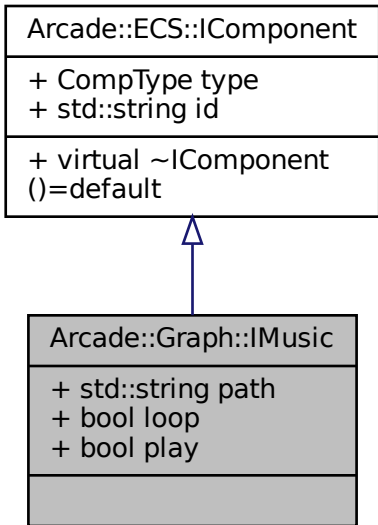 Arcade::ECS::IComponent
+ CompType type
+ std::string id
+ virtual ~IComponent
()=default
Arcade::Graph::IMusic
+ std::string path
+ bool loop
+ bool play